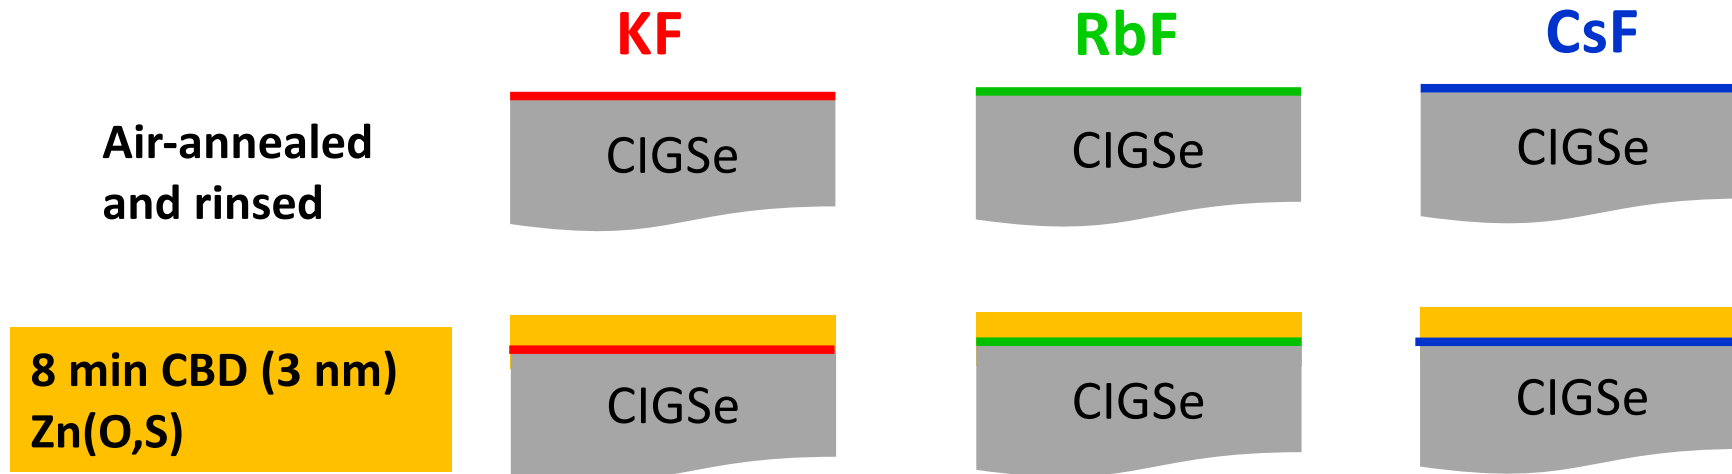 KF
RbF
CsF
Air-annealed
and rinsed
CIGSe
CIGSe
CIGSe
8 min CBD (3 nm)
Zn(O,S)
CIGSe
CIGSe
CIGSe